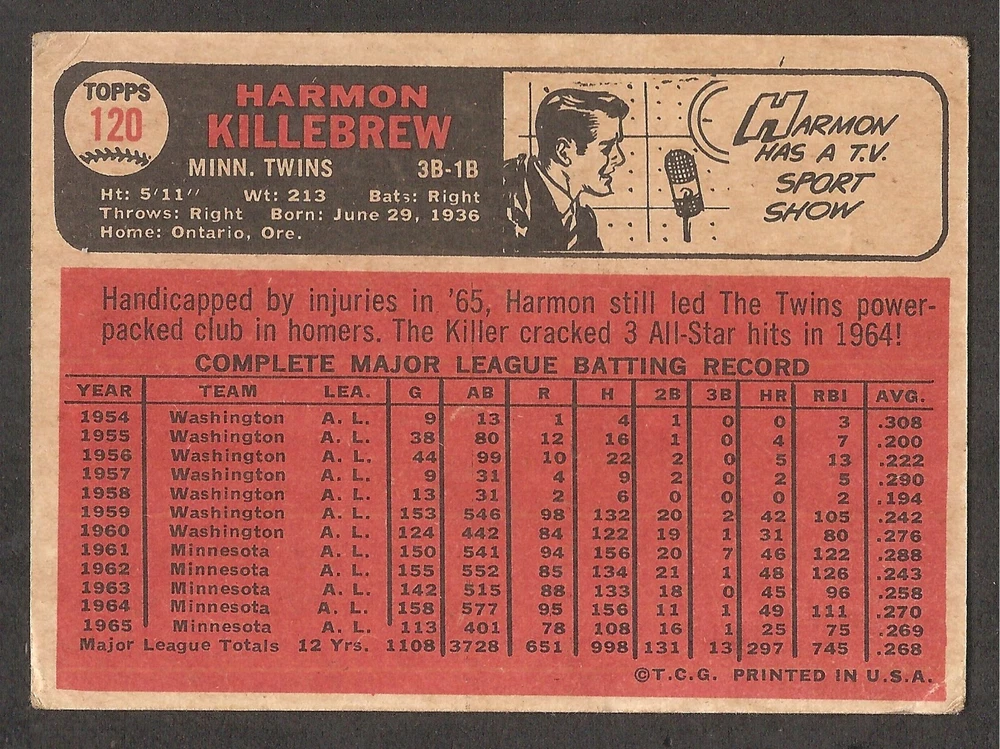 TOPPS
120
HARMON
KILLEBREW
MINN. TWINS 3B-1B
Ht: 5'11" Wt: 213 Bats: Right
Throws: Right Born: June 29, 1936
Home: Ontario, Ore.
HARMON
HAS A T.V.
SPORT
SHOW
Handicapped by injuries in '65, Harmon still led The Twins power-
packed club in homers. The Killer cracked 3 All-Star hits in 1964!
COMPLETE MAJOR LEAGUE BATTING RECORD
YEAR TEAM LEA. G AB R H 2B 3B HR RBI AVG.
1954 Washington A. L. 9 13 1 4 1 0 0 3 .308
1955 Washington A. L. 38 80 12 16 1 0 4 7 .200
1956 Washington A. L. 44 99 10 22 2 0 5 13 .222
1957 Washington A. L. 9 31 4 9 2 0 2 5 .290
1958 Washington A. L. 13 31 2 6 0 0 0 2 .194
1959 Washington A. L. 153 546 98 132 20 2 42 105 .242
1960 Washington A. L. 124 442 84 122 19 1 31 80 .276
1961 Minnesota A. L. 150 541 94 156 20 7 46 122 .288
1962 Minnesota A. L. 155 552 85 134 21 1 48 126 .243
1963 Minnesota A. L. 142 515 88 133 18 0 45 96 .258
1964 Minnesota A. L. 158 577 95 156 11 1 49 111 .270
1965 Minnesota A. L. 113 401 78 108 16 1 25 75 .269
Major League Totals 12 Yrs. 1108 3728 651 998 131 13 297 745 .268
©T.C.G. PRINTED IN U.S.A.